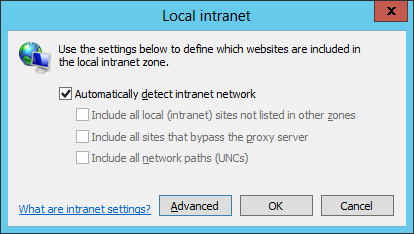 Local intranet
x
Use the settings below to define which websites are included in
the local intranet zone.
Automatically detect intranet network
Include all local (intranet) sites not listed in other zones
Include all sites that bypass the proxy server
Include all network paths (UNCs)
What are intranet settings?
Advanced
OK
Cancel